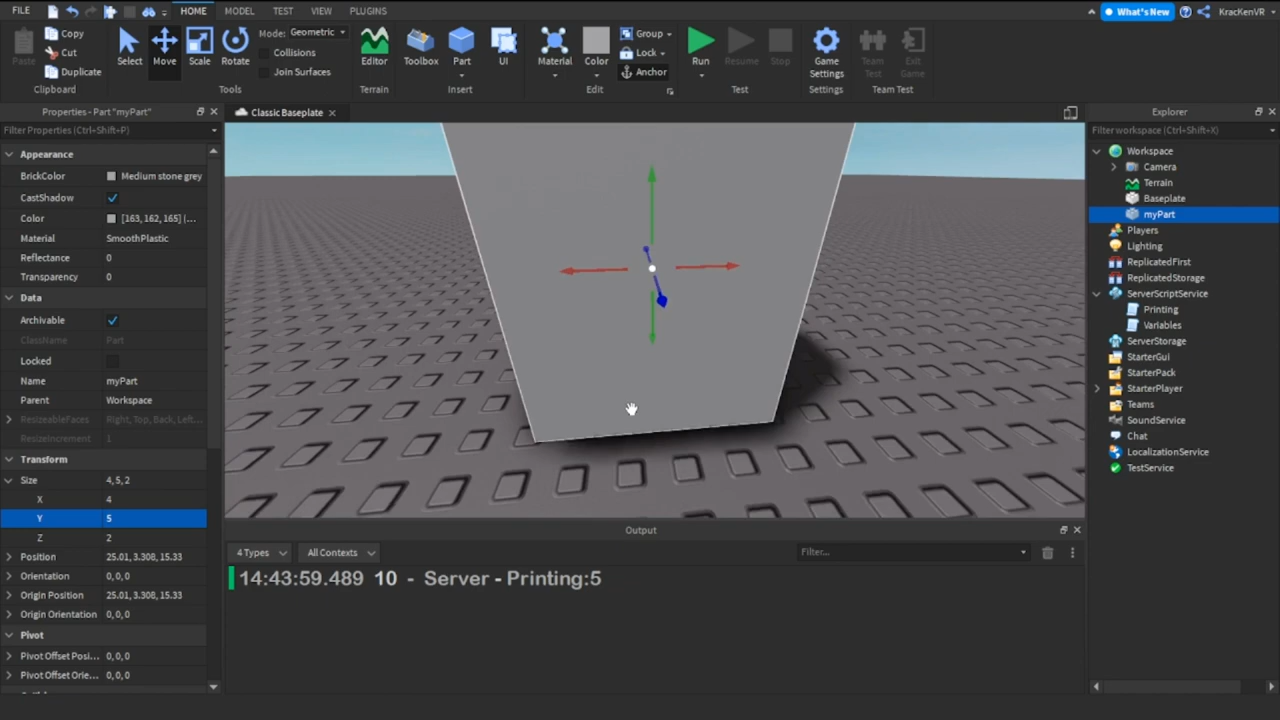 FILE HOME MODEL TEST VIEW PLUGINS What's New KracKenVR
Paste Copy Cut Duplicate Clipboard
Select Move Scale Rotate Mode: Geometric Collisions Join Surfaces Tools
Editor Terrain
Toolbox Part UI Insert
Material Color Group Lock Anchor Edit
Run Resume Stop Test
Game Settings Settings
Team Test Exit Game Team Test
Properties - Part "myPart"
Filter Properties (Ctrl+Shift+P)
Appearance
BrickColor Medium stone grey
CastShadow
Color [163, 162, 165] (...
Material SmoothPlastic
Reflectance 0
Transparency 0
Data
Archivable
ClassName Part
Locked
Name myPart
Parent Workspace
ResizeableFaces Right, Top, Back, Left...
ResizeIncrement 1
Transform
Size 4, 5, 2
X 4
Y 5
Z 2
Position 25.01, 3.308, 15.33
Orientation 0, 0, 0
Origin Position 25.01, 3.308, 15.33
Origin Orientation 0, 0, 0
Pivot
Pivot Offset Posi... 0, 0, 0
Pivot Offset Orie... 0, 0, 0
Classic Baseplate
Output
4 Types All Contexts Filter...
14:43:59.489 10 - Server - Printing:5
Explorer
Filter workspace (Ctrl+Shift+X)
Workspace
Camera
Terrain
Baseplate
myPart
Players
Lighting
ReplicatedFirst
ReplicatedStorage
ServerScriptService
Printing
Variables
ServerStorage
StarterGui
StarterPack
StarterPlayer
Teams
SoundService
Chat
LocalizationService
TestService